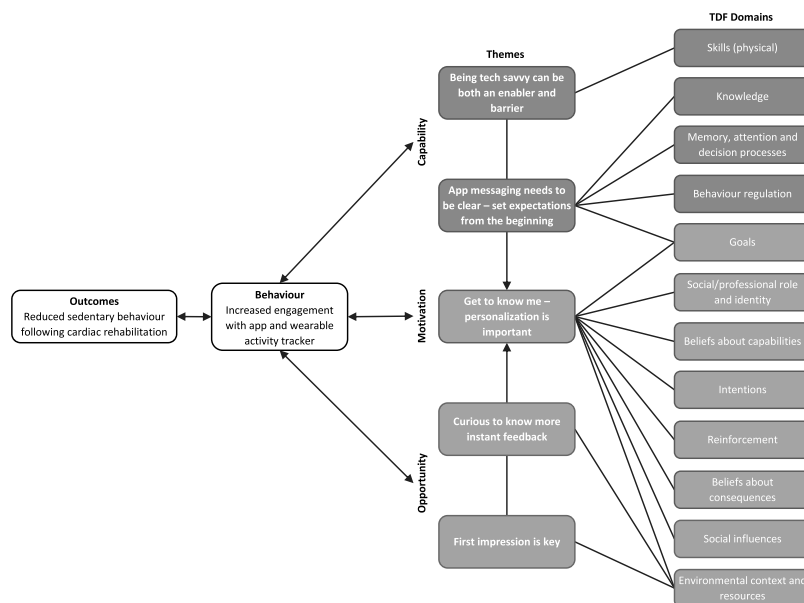 TDF Domains
Themes
Skills (physical)
Being tech savvy can be
both an enabler and
barrier
Knowledge
Capability
Memory, attention and
decision processes
App messaging needs to
be clear – set expectations
from the beginning
Behaviour regulation
Goals
Outcomes
Reduced sedentary behaviour
following cardiac rehabilitation
Behaviour
Increased engagement
with app and wearable
activity tracker
Motivation
Get to know me –
personalization is
important
Social/professional role
and identity
Beliefs about capabilities
Intentions
Curious to know more
instant feedback
Reinforcement
Opportunity
Beliefs about
consequences
First impression is key
Social influences
Environmental context and
resources